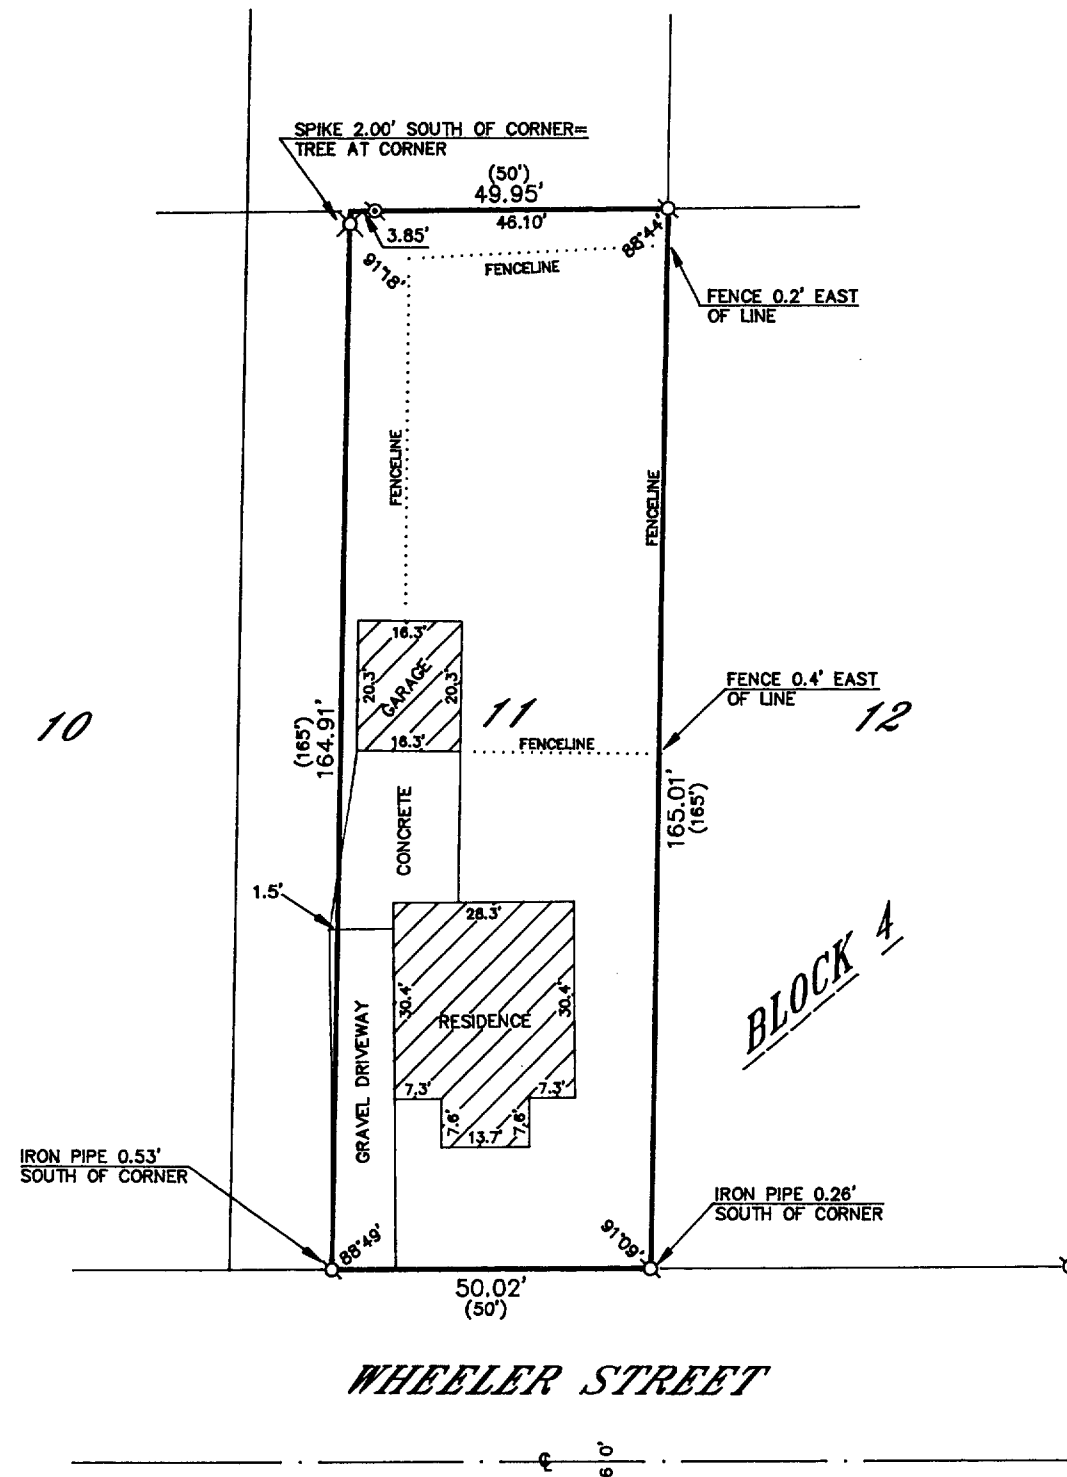 SPIKE 2.00' SOUTH OF CORNER=
TREE AT CORNER
(50')
49.95'
46.10'
3.85'
91°18'
88°44'
FENCELINE
FENCE 0.2' EAST
OF LINE
FENCELINE
FENCELINE
16.3'
20.3'
GARAGE
20.3'
16.3'
10
11
12
FENCE 0.4' EAST
OF LINE
FENCELINE
(165')
164.91'
165.01'
(165')
CONCRETE
1.5'
28.3'
30.4'
RESIDENCE
30.4'
BLOCK 4
GRAVEL DRIVEWAY
7.3'
7.3'
7.6'
13.7'
7.6'
IRON PIPE 0.53'
SOUTH OF CORNER
IRON PIPE 0.26'
SOUTH OF CORNER
88°49'
91°09'
50.02'
(50')
WHEELER STREET